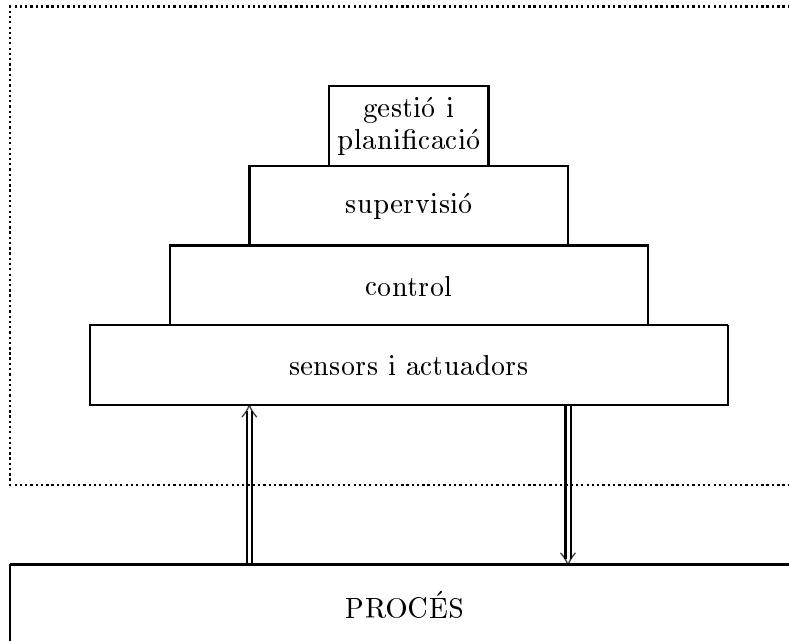 gestió i
planificació
supervisió
control
sensors i actuadors
PROCÉS